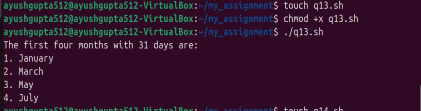 ayushgupta512@ayushgupta512-VirtualBox:~/my_assignment$ touch q13.sh
ayushgupta512@ayushgupta512-VirtualBox:~/my_assignment$ chmod +x q13.sh
ayushgupta512@ayushgupta512-VirtualBox:~/my_assignment$ ./q13.sh
The first four months with 31 days are:
1. January
2. March
3. May
4. July
ayushgupta512@ayushgupta512-VirtualBox:~/my_assignment$ touch q14.sh